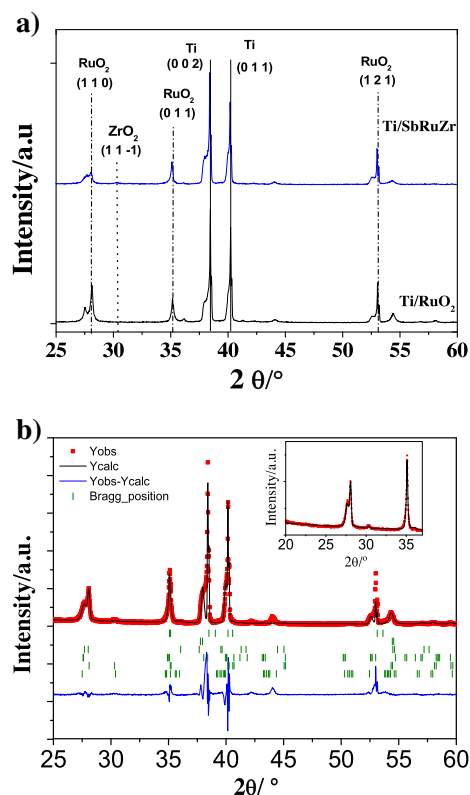 a)
Ti
Ti
(0 0 2)
(0 1 1)
RuO2
(1 1 0)
RuO2
(1 2 1)
RuO2
(0 1 1)
ZrO2
(1 1 -1)
Ti/SbRuZr
Ti/RuO2
Intensity/a.u
25 30 35 40 45 50 55 60
2 θ/°
b)
Yobs
Ycalc
Yobs-Ycalc
Bragg_position
Intensity/a.u.
20 25 30 35
2θ/°
Intensity/a.u.
25 30 35 40 45 50 55 60
2θ/ °